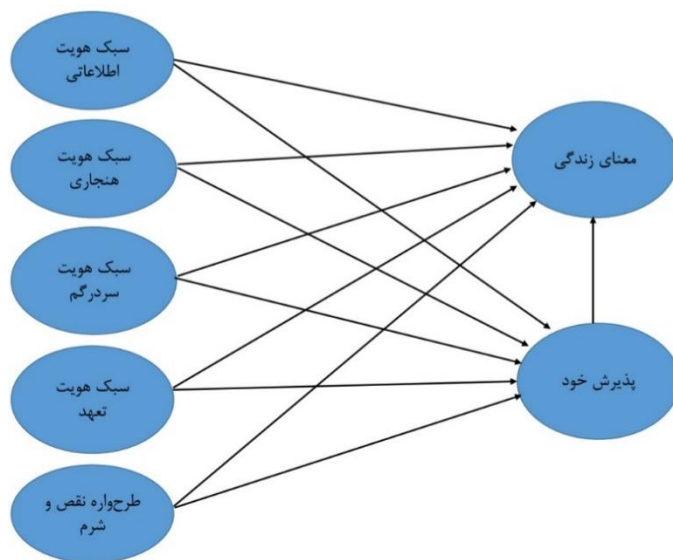 سبک هویت
اطلاعاتی
سبک هویت
هنجاری
سبک هویت
سردرگم
سبک هویت
تعهد
طرح‌واره نقص و
شرم
معنای زندگی
پذیرش خود